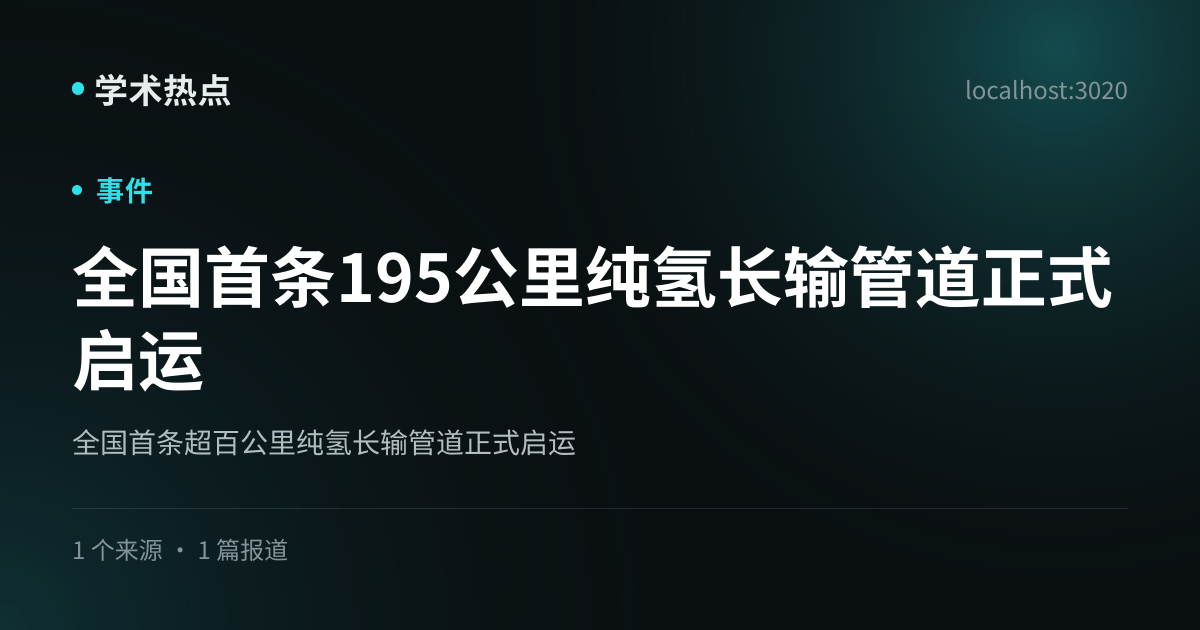 学术热点
localhost:3020
事件
全国首条195公里纯氢长输管道正式
启运
全国首条超百公里纯氢长输管道正式启运
1 个来源 · 1 篇报道